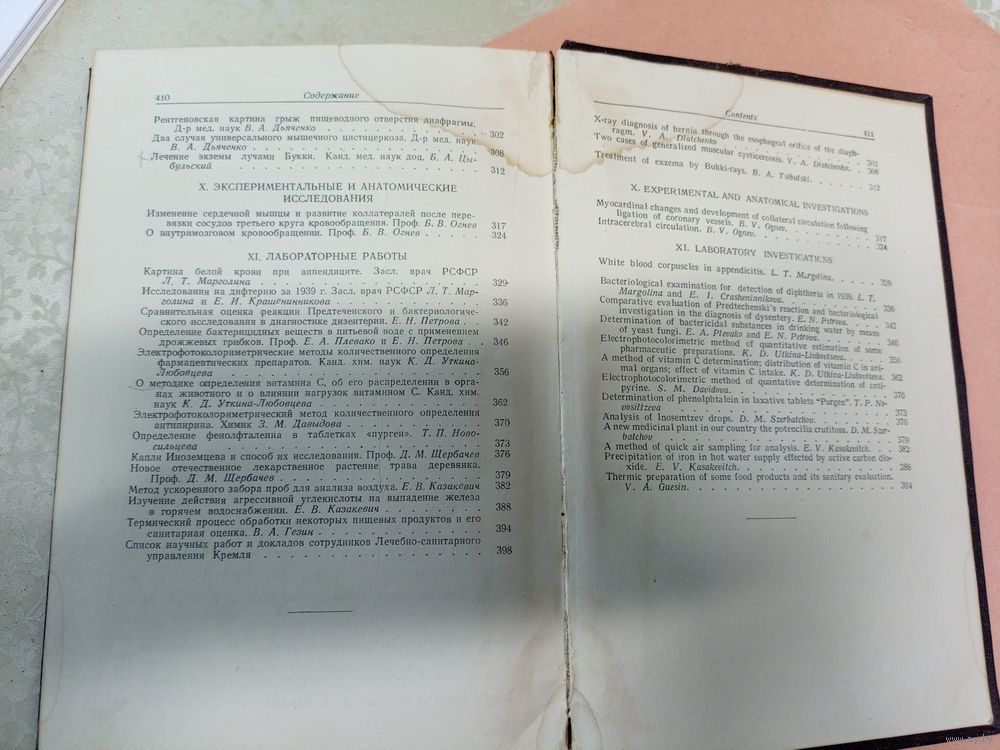 410
Содержание
Рентгеновская картина грыж пищеводного отверстия диафрагмы.
Д-р мед. наук В. А. Дьяченко . . . . . . . . . . . . . . 302
Два случая универсального мышечного цистицеркоза. Д-р мед. наук
В. А. Дьяченко . . . . . . . . . . . . . . . . . . . . . 308
Лечение экземы лучами Букки. Канд. мед. наук доц. Б. А. Цы-
бульский . . . . . . . . . . . . . . . . . . . . . . . . 312
X. ЭКСПЕРИМЕНТАЛЬНЫЕ И АНАТОМИЧЕСКИЕ
ИССЛЕДОВАНИЯ
Изменение сердечной мышцы и развитие коллатералей после пере-
вязки сосудов третьего круга кровообращения. Проф. Б. В. Огнев 317
О внутримозговом кровообращении. Проф. Б. В. Огнев . . . . . 324
XI. ЛАБОРАТОРНЫЕ РАБОТЫ
Картина белой крови при аппендиците. Засл. врач РСФСР
Л. Т. Марголина . . . . . . . . . . . . . . . . . . . . 329
Исследования на дифтерию за 1939 г. Засл. врач РСФСР Л. Т. Мар-
голина и Е. И. Крашенинникова . . . . . . . . . . . . . 336
Сравнительная оценка реакции Предтеченского и бактериологиче-
ского исследования в диагностике дизентерии. Е. Н. Петрова . . 342
Определение бактерицидных веществ в питьевой воде с применением
дрожжевых грибков. Проф. Е. А. Плевако и Е. Н. Петрова . . 346
Электрофотоколориметрические методы количественного определения
фармацевтических препаратов. Канд. хим. наук К. Д. Уткина-
Любовцева . . . . . . . . . . . . . . . . . . . . . . . 356
О методике определения витамина С, об его распределении в орга-
нах животного и о влиянии нагрузок витамином С. Канд. хим.
наук К. Д. Уткина-Любовцева . . . . . . . . . . . . . . 362
Электрофотоколориметрический метод количественного определения
антипирина. Химик З. М. Давыдова . . . . . . . . . . . 370
Определение фенолфталеина в таблетках «пурген». Т. П. Ново-
сильцева . . . . . . . . . . . . . . . . . . . . . . . . 373
Капли Иноземцева и способ их исследования. Проф. Д. М. Щербачев 376
Новое отечественное лекарственное растение трава деревянка.
Проф. Д. М. Щербачев . . . . . . . . . . . . . . . . . 379
Метод ускоренного забора проб для анализа воздуха. Е. В. Казакевич 382
Изучение действия агрессивной углекислоты на выпадение железа
в горячем водоснабжении. Е. В. Казакевич . . . . . . . . 388
Термический процесс обработки некоторых пищевых продуктов и его
санитарная оценка. В. А. Гезин . . . . . . . . . . . . . 394
Список научных работ и докладов сотрудников Лечебно-санитарного
управления Кремля . . . . . . . . . . . . . . . . . . . 398
Contents
411
X-ray diagnosis of hernia through the esophageal orifice of the diaph-
ragm. V. A. Diatchenko . . . . . . . . . . . . . . . . . 302
Two cases of generalized muscular cysticercosis. V. A. Diatchenko. . 308
Treatment of exzema by Bukki-rays. B. A. Tsibulski. . . . . . . 312
X. EXPERIMENTAL AND ANATOMICAL INVESTIGATIONS
Myocardinal changes and development of collateral circulation following
ligation of coronary vessels. B. V. Ognev. . . . . . . . . 317
Intracerebral circulation. B. V. Ognev. . . . . . . . . . . . . 324
XI. LABORATORY INVESTIGATIONS
White blood corpuscles in appendicitis. L. T. Margolina. . . . . 329
Bacteriological examination for detection of diphtheria in 1939. L. T.
Margolina and E. I. Crasheninnikova. . . . . . . . . . . 336
Comparative evaluation of Predtechenski's reaction and bacteriological
investigation in the diagnosis of dysentery. E. N. Petrova. . . 342
Determination of bactericidal substances in drinking water by means
of yeast fungi. E. A. Plevako and E. N. Petrova. . . . . . 346
Electrophotocolorimetric method of quantitative estimation of some
pharmaceutic preparations. K. D. Utkina-Liubovtseva. . . . 356
A method of vitamin C determination: distribution of vitamin C in ani-
mal organs; effect of vitamin C intake. K. D. Utkina-Liubovtseva. 362
Electrophotocolorimetric method of quantative determination of anti-
pyrine. S. M. Davidova. . . . . . . . . . . . . . . . . 370
Determination of phenolphtalein in laxative tablets "Purgen". T. P. No-
vosiltzeva . . . . . . . . . . . . . . . . . . . . . . . 373
Analysis of Inosemtzev drops. D. M. Szerbatchov. . . . . . . . 376
A new medicinal plant in our country the potencilia crutitosa. D. M. Szer-
batchov . . . . . . . . . . . . . . . . . . . . . . . . 379
A method of quick air sampling for analysis. E. V. Kasakevitch. . . 382
Precipitation of iron in hot water supply effected by active carbon dio-
xide. E. V. Kasakevitch. . . . . . . . . . . . . . . . . 388
Thermic preparation of some food products and its sanitary evaluation.
V. A. Guesin. . . . . . . . . . . . . . . . . . . . . . 394